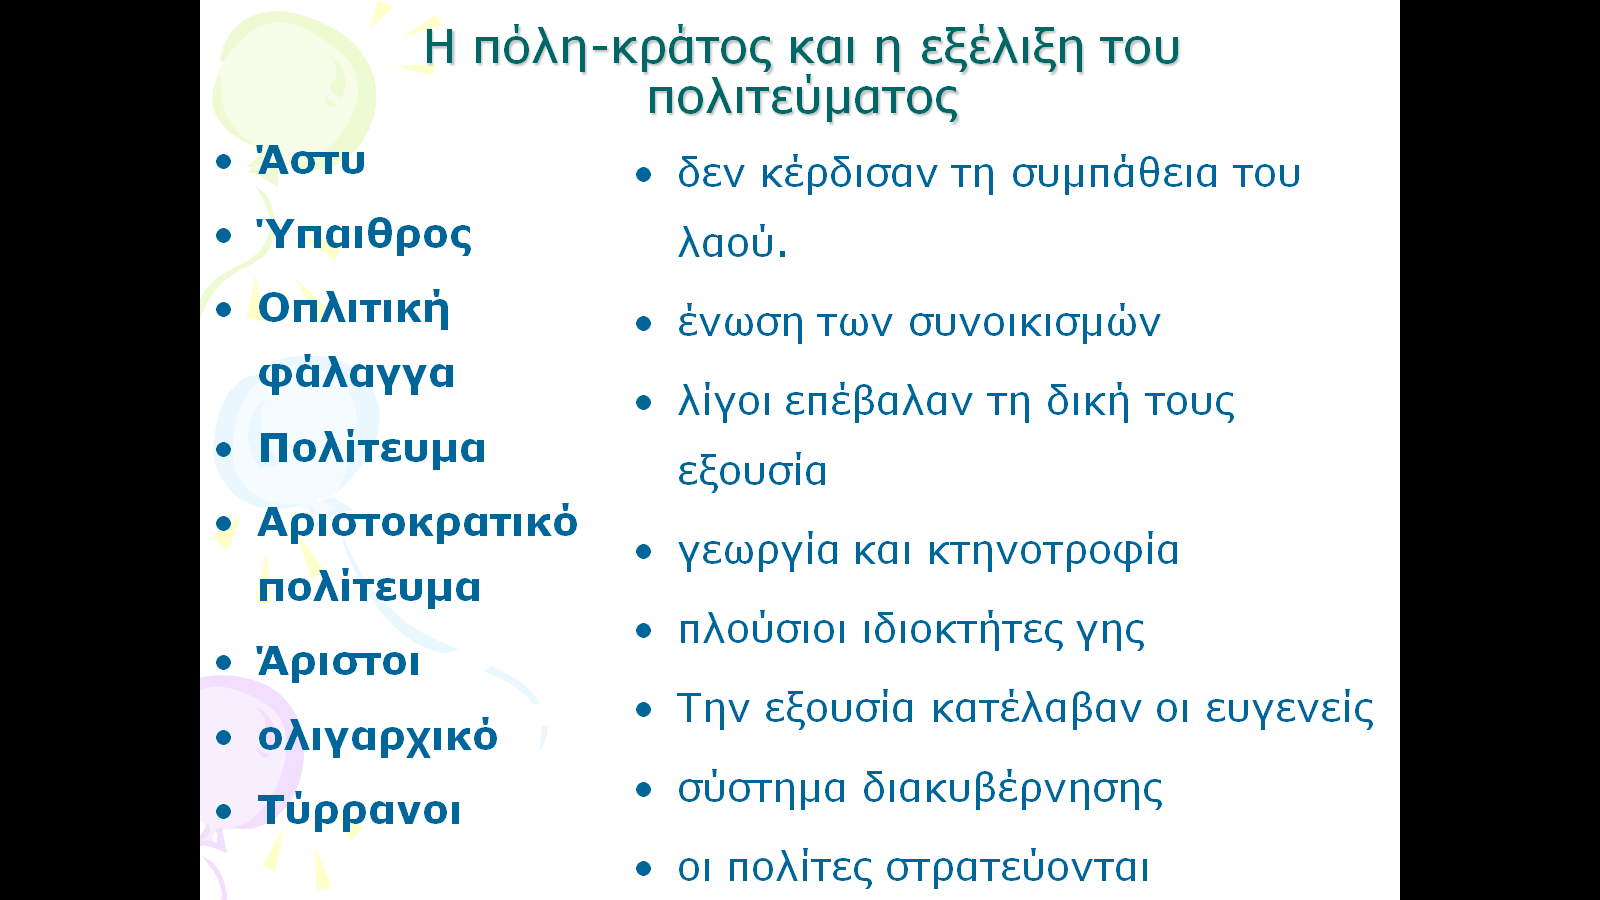 Η πόλη-κράτος και η εξέλιξη του
πολιτεύματος
• Άστυ
• Ύπαιθρος
• Οπλιτική
φάλαγγα
• Πολίτευμα
• Αριστοκρατικό
πολίτευμα
• Άριστοι
• ολιγαρχικό
• Τύρρανοι
• δεν κέρδισαν τη συμπάθεια του
λαού.
• ένωση των συνοικισμών
• λίγοι επέβαλαν τη δική τους
εξουσία
• γεωργία και κτηνοτροφία
• πλούσιοι ιδιοκτήτες γης
• Την εξουσία κατέλαβαν οι ευγενείς
• σύστημα διακυβέρνησης
• οι πολίτες στρατεύονται